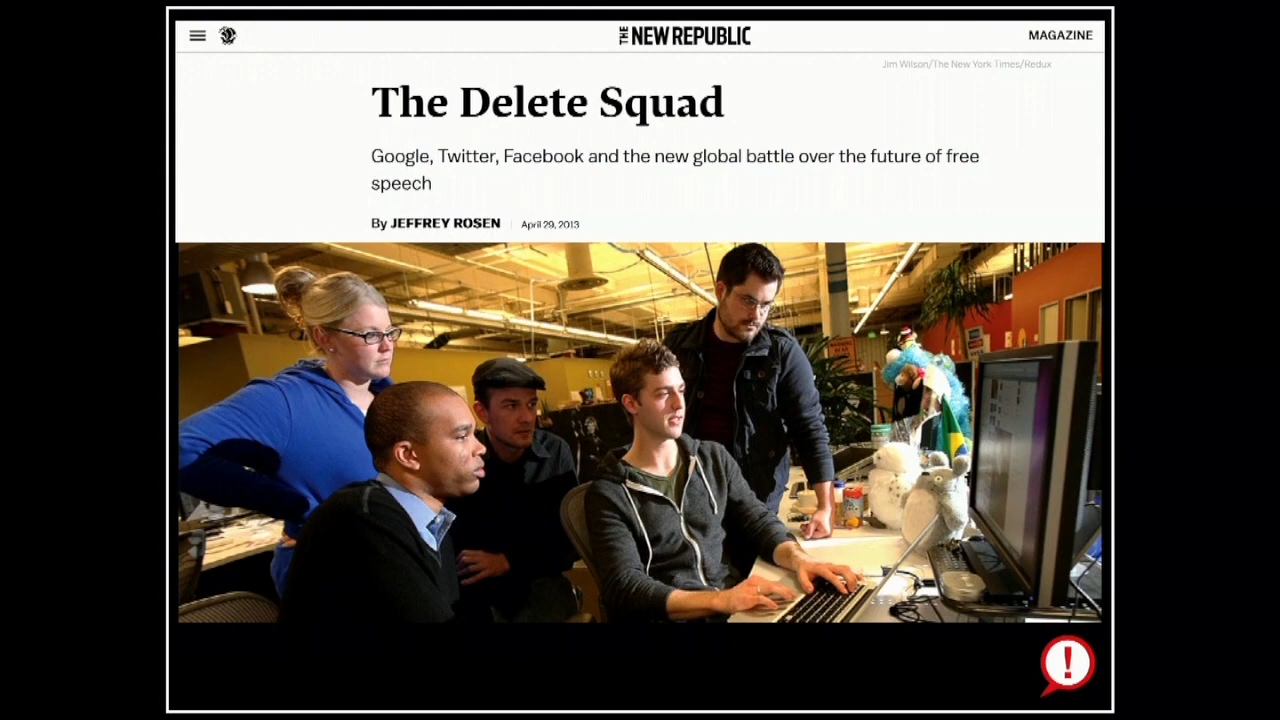 THE NEW REPUBLIC
MAGAZINE
Jim Wilson/The New York Times/Redux
The Delete Squad
Google, Twitter, Facebook and the new global battle over the future of free
speech
By JEFFREY ROSEN | April 29, 2013
!